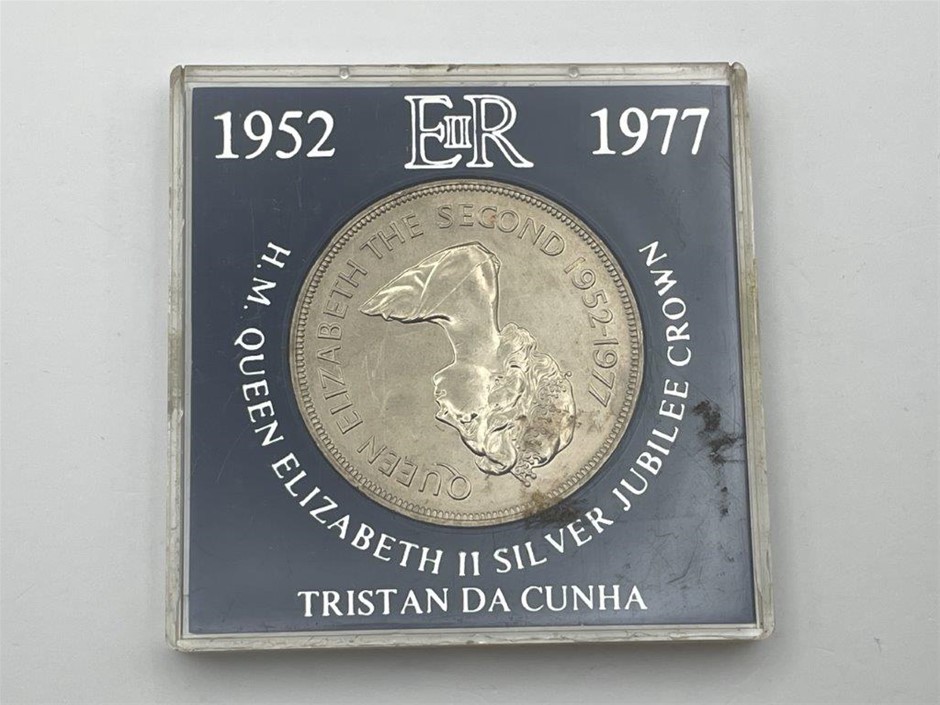 1952 EIIR 1977
QUEEN ELIZABETH THE SECOND 1952-1977
H.M. QUEEN ELIZABETH II SILVER JUBILEE CROWN
TRISTAN DA CUNHA